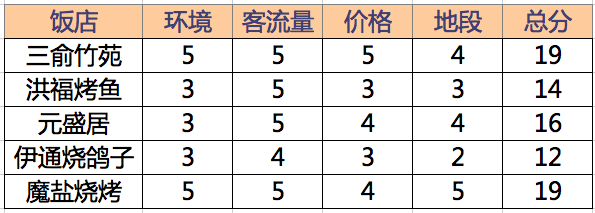 饭店 环境 客流量 价格 地段 总分
三俞竹苑 5 5 5 4 19
洪福烤鱼 3 5 3 3 14
元盛居 3 5 4 4 16
伊通烧鸽子 3 4 3 2 12
魔盐烧烤 5 5 4 5 19